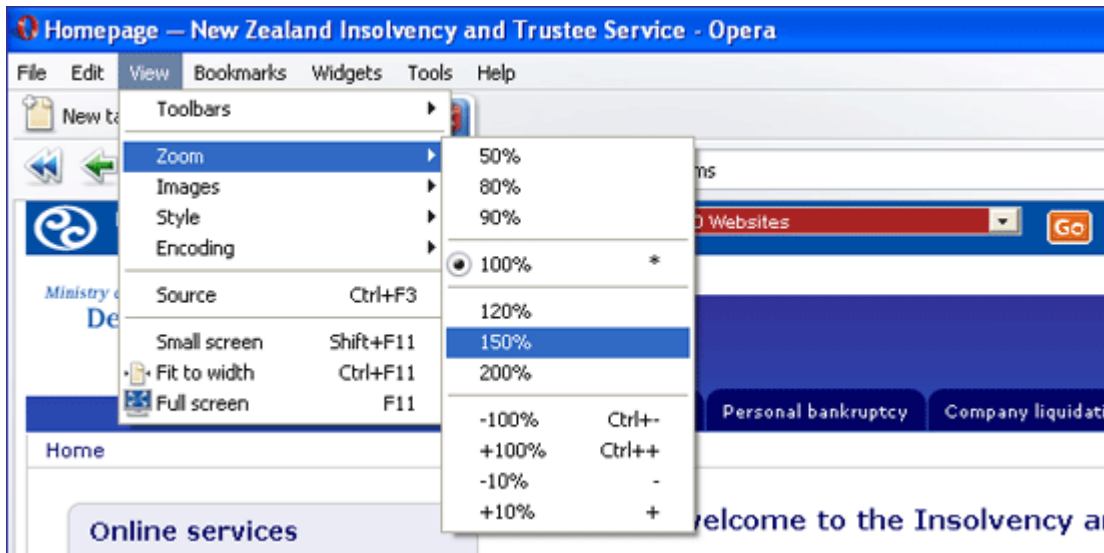 Homepage — New Zealand Insolvency and Trustee Service - Opera
File Edit View Bookmarks Widgets Tools Help
New ta
Toolbars
Zoom
Images
Style
Encoding
Source Ctrl+F3
Small screen Shift+F11
Fit to width Ctrl+F11
Full screen F11
50%
80%
90%
100% *
120%
150%
200%
-100% Ctrl+-
+100% Ctrl++
-10% -
+10% +
ms
Websites
Go
Ministry
De
Personal bankruptcy
Company liquidati
Home
Online services
elcome to the Insolvency a